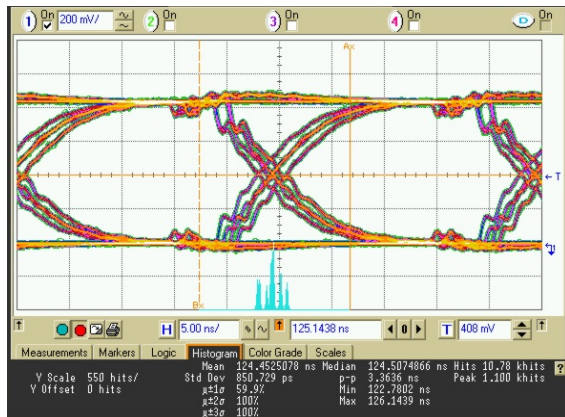 1 On 200 mV/ 2 On 3 On 4 On D On
Ax
T
Bx
H 5.00 ns/ 125.1438 ns 0 T 408 mV
Measurements Markers Logic Histogram Color Grade Scales
Mean 124.4525078 ns Median 124.5074866 ns Hits 10.78 khits
Y Scale 550 hits/ Std Dev 850.729 ps p-p 3.3636 ns Peak 1.100 khits
Y Offset 0 hits μ±1σ 59.9% Min 122.7802 ns
μ±2σ 100% Max 126.1439 ns
μ±3σ 100%
?